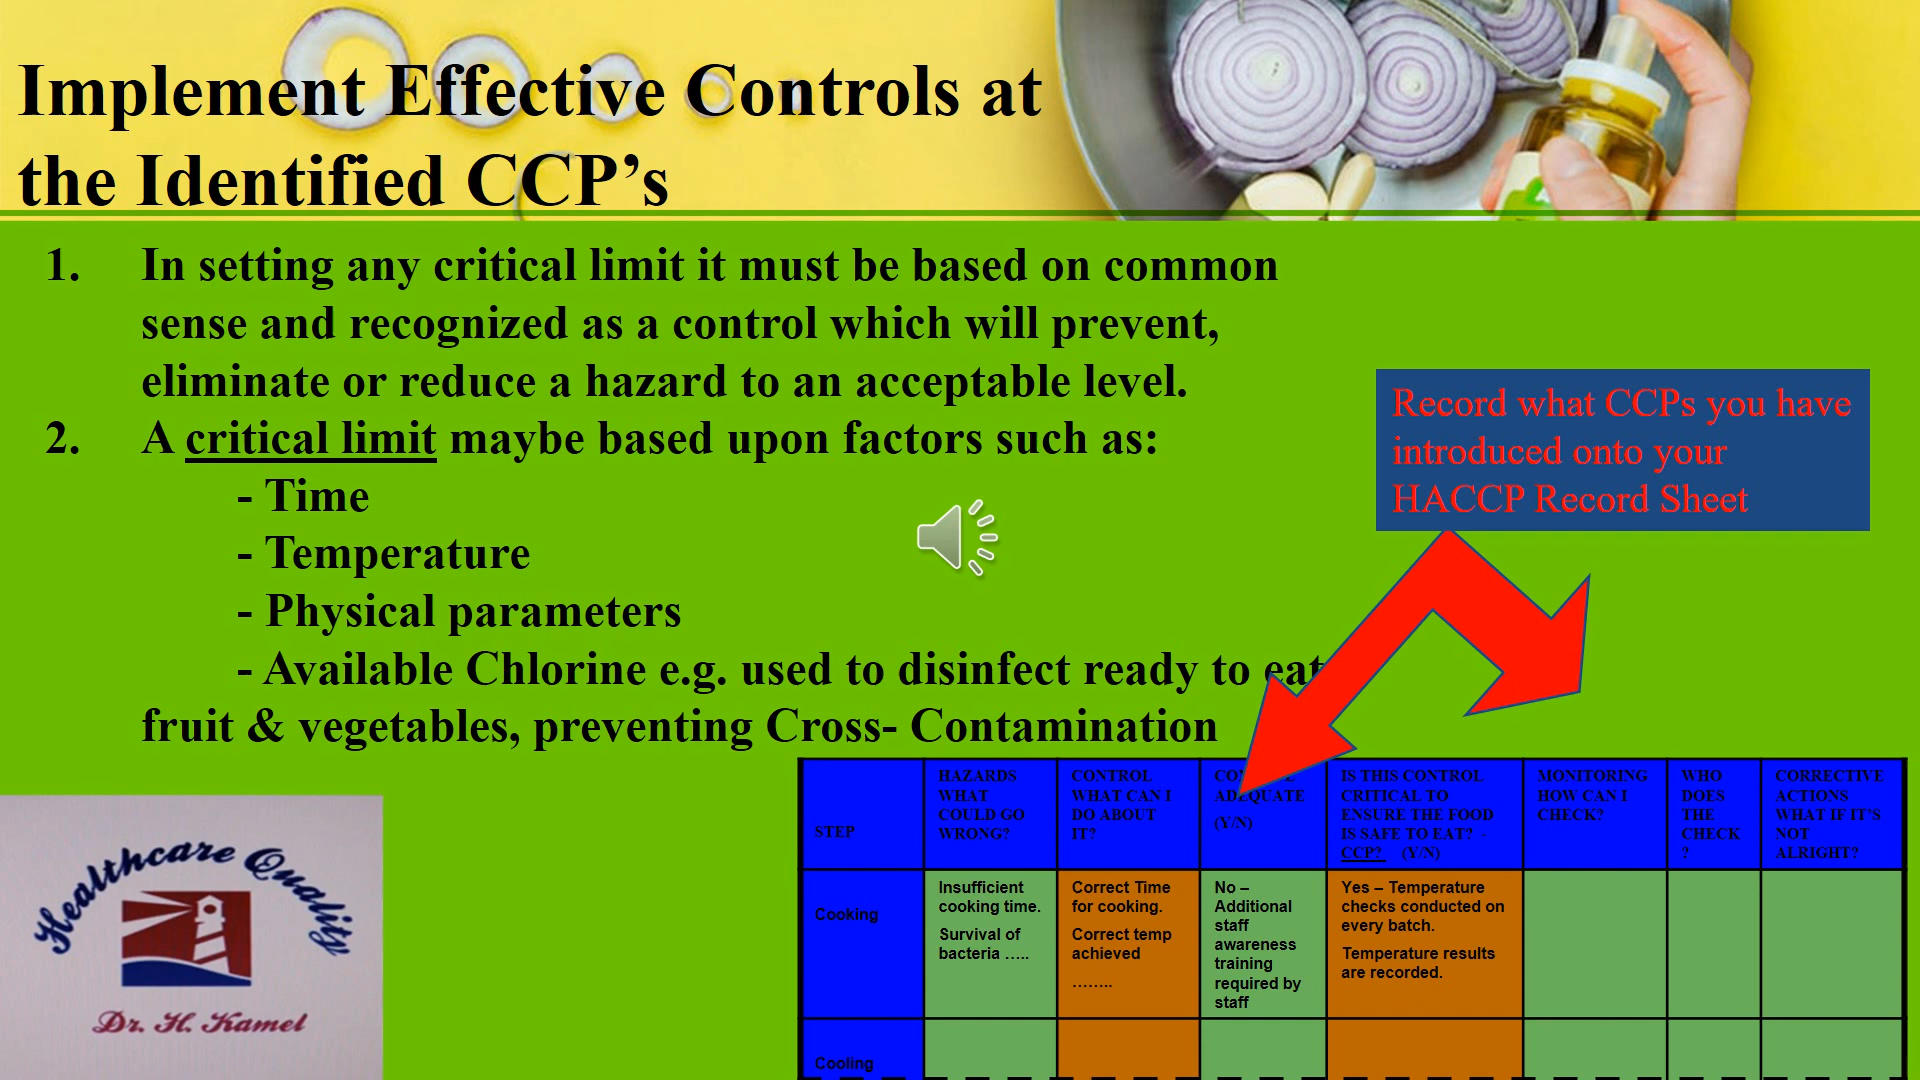 Implement Effective Controls at
the Identified CCP’s
1. In setting any critical limit it must be based on common
sense and recognized as a control which will prevent,
eliminate or reduce a hazard to an acceptable level.
2. A critical limit maybe based upon factors such as:
- Time
- Temperature
- Physical parameters
- Available Chlorine e.g. used to disinfect ready to eat
fruit & vegetables, preventing Cross- Contamination
Record what CCPs you have
introduced onto your
HACCP Record Sheet
STEP
HAZARDS
WHAT
COULD GO
WRONG?
CONTROL
WHAT CAN I
DO ABOUT
IT?
ADEQUATE
(Y/N)
IS THIS CONTROL
CRITICAL TO
ENSURE THE FOOD
IS SAFE TO EAT? -
CCP? (Y/N)
MONITORING
HOW CAN I
CHECK?
WHO
DOES
THE
CHECK
?
CORRECTIVE
ACTIONS
WHAT IF IT’S
NOT
ALRIGHT?
Cooking
Insufficient
cooking time.
Survival of
bacteria …..
Correct Time
for cooking.
Correct temp
achieved
……..
No –
Additional
staff
awareness
training
required by
staff
Yes – Temperature
checks conducted on
every batch.
Temperature results
are recorded.
Cooling
Healthcare Quality
Dr. H. Kamel